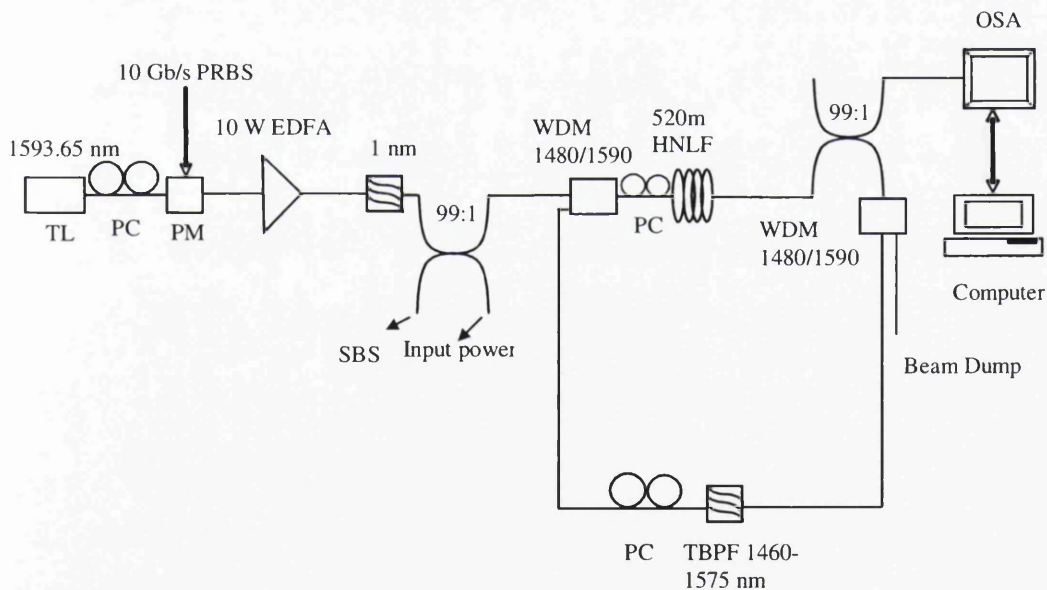 OSA
10 Gb/s PRBS
10 W EDFA
1593.65 nm
1 nm
99:1
WDM
1480/1590
520m
HNLF
99:1
TL
PC
PM
PC
WDM
1480/1590
Computer
SBS
Input power
Beam Dump
PC
TBPF 1460-
1575 nm